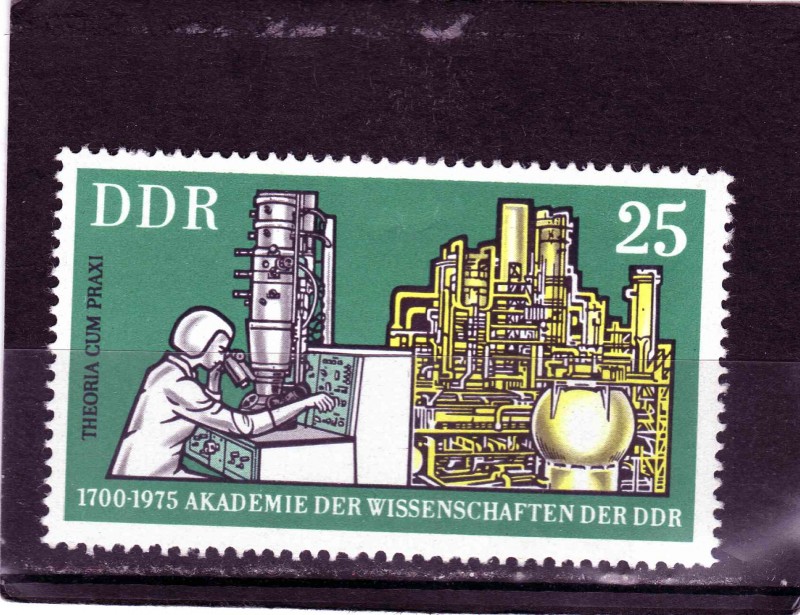 DDR
25
THEORIA CUM PRAXI
1700-1975 AKADEMIE DER WISSENSCHAFTEN DER DDR